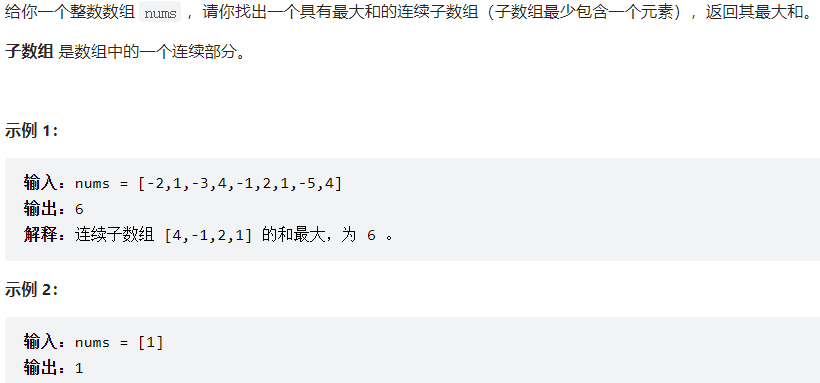 给你一个整数数组 nums ，请你找出一个具有最大和的连续子数组（子数组最少包含一个元素），返回其最大和。
子数组 是数组中的一个连续部分。
示例 1：
输入：nums = [-2,1,-3,4,-1,2,1,-5,4]
输出：6
解释：连续子数组 [4,-1,2,1] 的和最大，为 6 。
示例 2：
输入：nums = [1]
输出：1